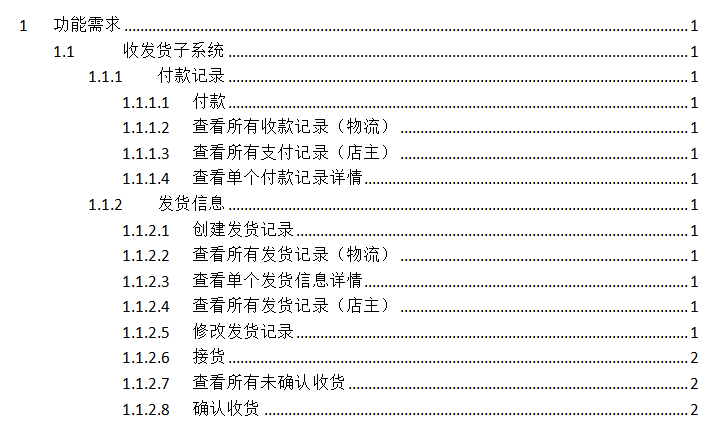 1 功能需求 1
1.1 收发货子系统 1
1.1.1 付款记录 1
1.1.1.1 付款 1
1.1.1.2 查看所有收款记录（物流） 1
1.1.1.3 查看所有支付记录（店主） 1
1.1.1.4 查看单个付款记录详情 1
1.1.2 发货信息 1
1.1.2.1 创建发货记录 1
1.1.2.2 查看所有发货记录（物流） 1
1.1.2.3 查看单个发货信息详情 1
1.1.2.4 查看所有发货记录（店主） 1
1.1.2.5 修改发货记录 1
1.1.2.6 接货 2
1.1.2.7 查看所有未确认收货 2
1.1.2.8 确认收货 2